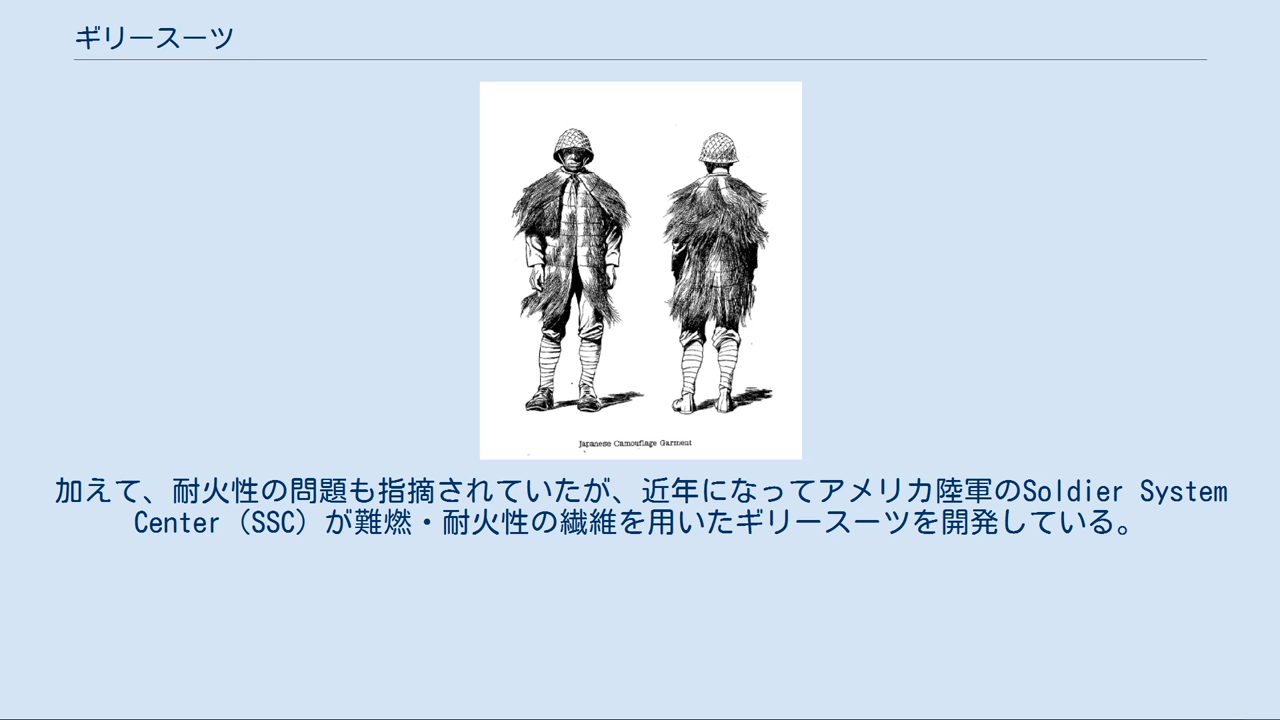 ギリースーツ
Japanese Camouflage Garment
加えて、耐火性の問題も指摘されていたが、近年になってアメリカ陸軍のSoldier System
Center（SSC）が難燃・耐火性の繊維を用いたギリースーツを開発している。